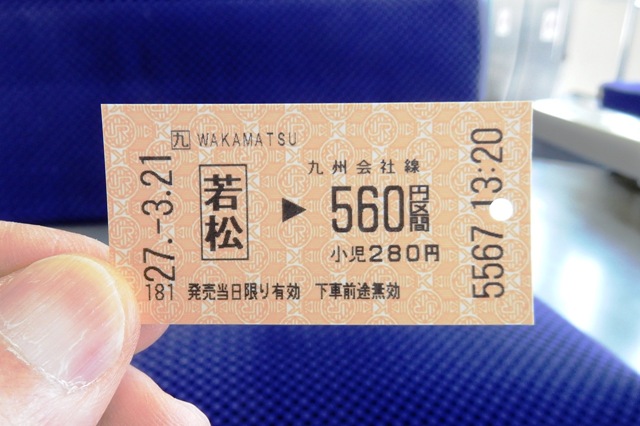 九 WAKAMATSU
27.-3.21
若松
九州会社線
▶ 560円区間
小児280円
181 発売当日限り有効 下車前途無効
5567 13:20